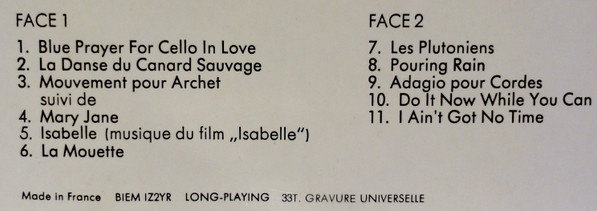 FACE 1
1. Blue Prayer For Cello In Love
2. La Danse du Canard Sauvage
3. Mouvement pour Archet
suivi de
4. Mary Jane
5. Isabelle (musique du film „Isabelle")
6. La Mouette
FACE 2
7. Les Plutoniens
8. Pouring Rain
9. Adagio pour Cordes
10. Do It Now While You Can
11. I Ain't Got No Time
Made in France BIEM IZ2YR LONG-PLAYING 33T. GRAVURE UNIVERSELLE